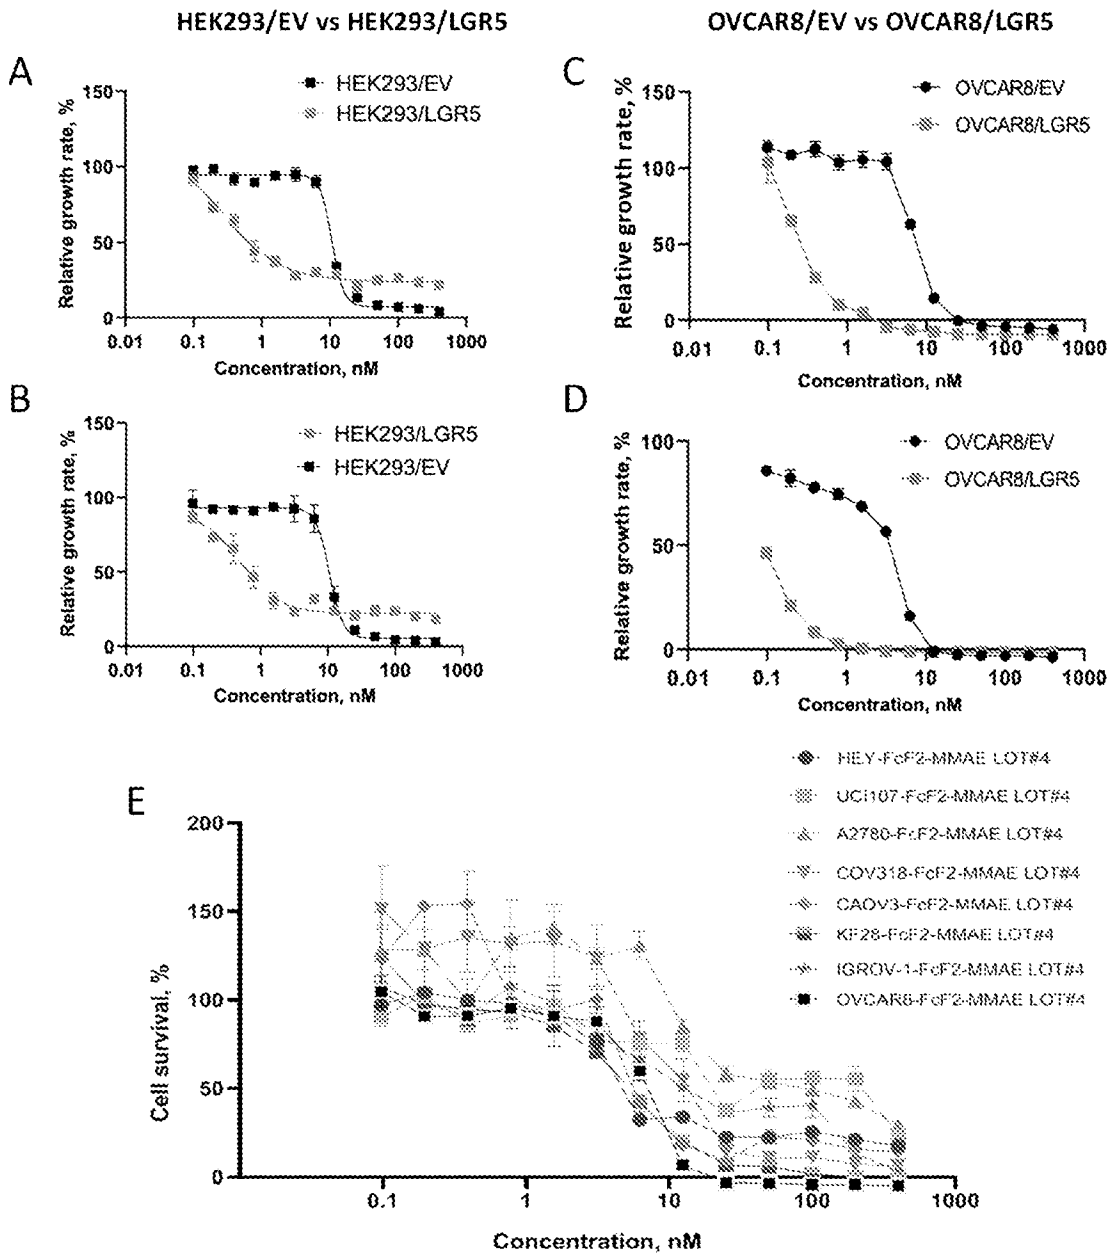 HEK293/EV vs HEK293/LGR5
OVCAR8/EV vs OVCAR8/LGR5
A
HEK293/EV
HEK293/LGR5
Relative growth rate, %
150
100
50
0
0.01 0.1 1 10 100 1000
Concentration, nM
C
OVCAR8/EV
OVCAR8/LGR5
Relative growth rate, %
150
100
50
0
0.01 0.1 1 10 100 1000
Concentration, nM
B
HEK293/LGR5
HEK293/EV
Relative growth rate, %
150
100
50
0
0.01 0.1 1 10 100 1000
Concentration, nM
D
OVCAR8/EV
OVCAR8/LGR5
Relative growth rate, %
100
50
0
0.01 0.1 1 10 100 1000
Concentration, nM
E
HEY-FcF2-MMAE LOT#4
UCI107-FcF2-MMAE LOT#4
A2780-FcF2-MMAE LOT#4
COV318-FcF2-MMAE LOT#4
CAOV3-FcF2-MMAE LOT#4
KF28-FcF2-MMAE LOT#4
IGROV-1-FcF2-MMAE LOT#4
OVCAR8-FcF2-MMAE LOT#4
Cell survival, %
200
150
100
50
0
0.1 1 10 100 1000
Concentration, nM